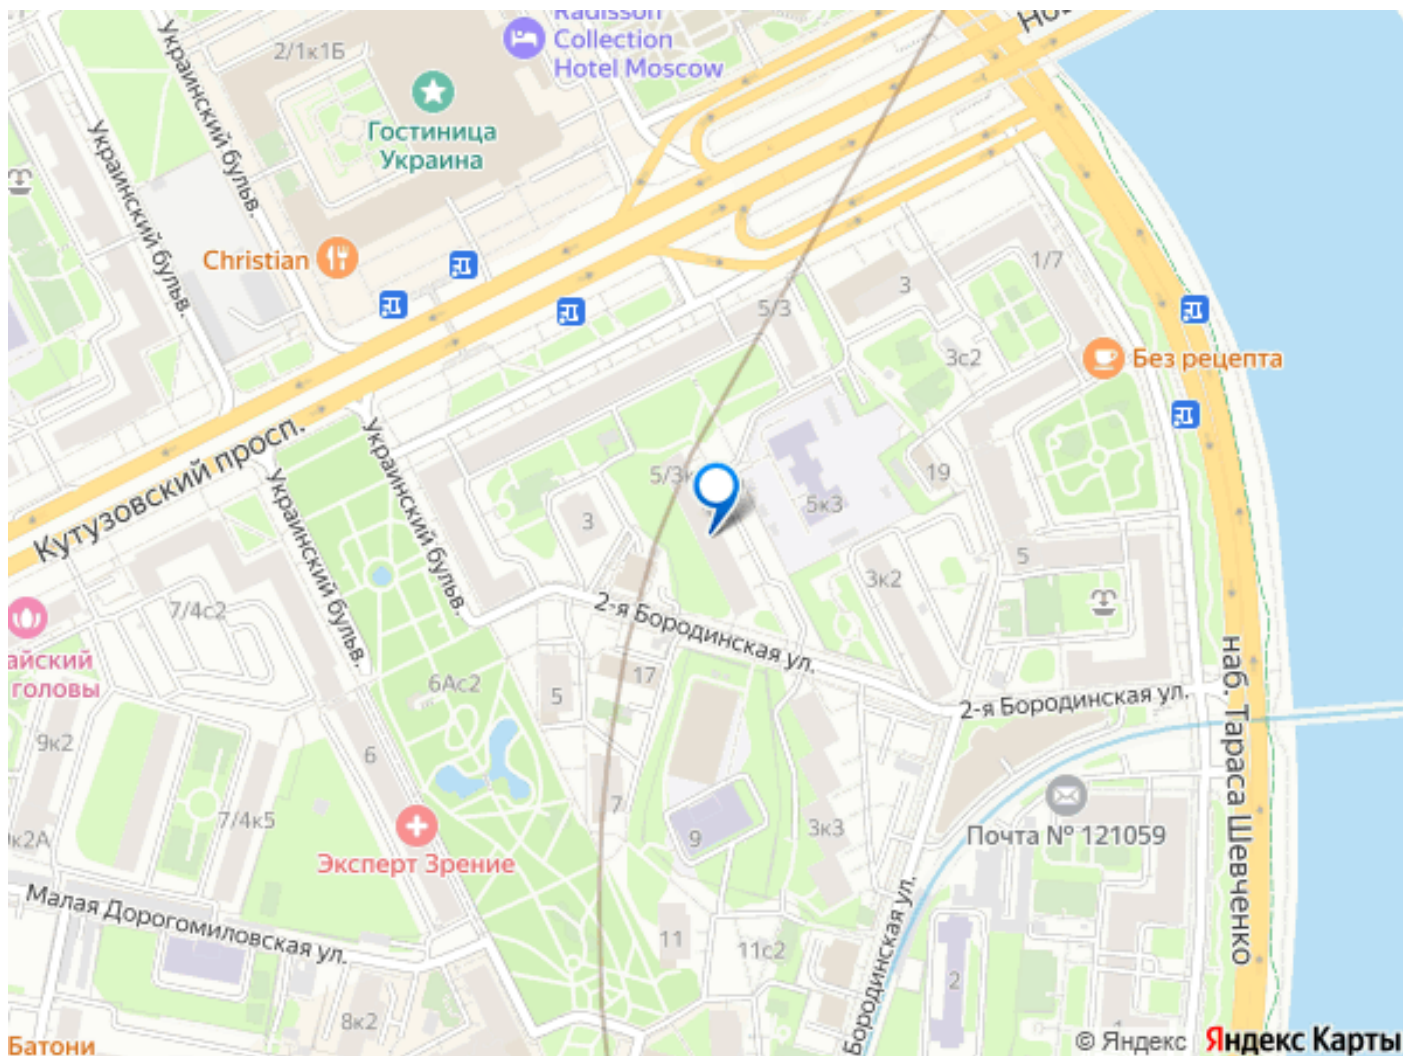 Radisson
Collection
Hotel Moscow
2/1к1Б
Украинский бульв.
Украинский бульв.
Гостиница
Украина
Christian
1/7
3
5/3
3с2
Без рецепта
Кутузовский просп.
Украинский бульв.
Украинский бульв.
19
5к3
3
5
3к2
7/4с2
2-я Бородинская ул.
17
5
6Ас2
2-я Бородинская ул.
наб. Тараса Шевченко
айский
головы
9к2
6
7
7/4к5
9
3к3
Почта № 121059
Эксперт Зрение
Малая Дорогомиловская ул.
11
11с2
Бородинская ул.
2
8к2
Батони
© Яндекс
Яндекс Карты